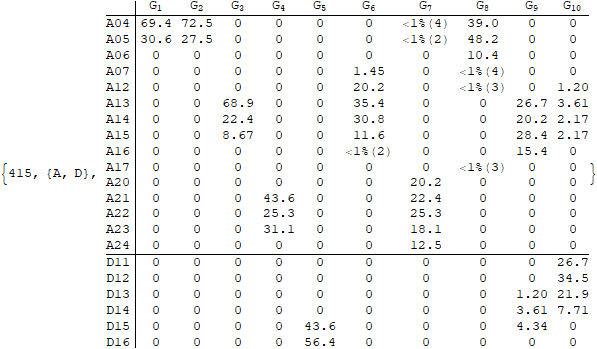 G₁ G₂ G₃ G₄ G₅ G₆ G₇ G₈ G₉ G₁₀
A04 69.4 72.5 0 0 0 0 <1%(4) 39.0 0 0
A05 30.6 27.5 0 0 0 0 <1%(2) 48.2 0 0
A06 0 0 0 0 0 0 0 10.4 0 0
A07 0 0 0 0 0 1.45 0 <1%(4) 0 0
A12 0 0 0 0 0 20.2 0 <1%(3) 0 1.20
A13 0 0 68.9 0 0 35.4 0 0 26.7 3.61
A14 0 0 22.4 0 0 30.8 0 0 20.2 2.17
A15 0 0 8.67 0 0 11.6 0 0 28.4 2.17
A16 0 0 0 0 0 <1%(2) 0 0 15.4 0
{415, {A, D}, A17 0 0 0 0 0 0 0 <1%(3) 0 0 }
A20 0 0 0 0 0 0 20.2 0 0 0
A21 0 0 0 43.6 0 0 22.4 0 0 0
A22 0 0 0 25.3 0 0 25.3 0 0 0
A23 0 0 0 31.1 0 0 18.1 0 0 0
A24 0 0 0 0 0 0 12.5 0 0 0
D11 0 0 0 0 0 0 0 0 0 26.7
D12 0 0 0 0 0 0 0 0 0 34.5
D13 0 0 0 0 0 0 0 0 1.20 21.9
D14 0 0 0 0 0 0 0 0 3.61 7.71
D15 0 0 0 0 43.6 0 0 0 4.34 0
D16 0 0 0 0 56.4 0 0 0 0 0